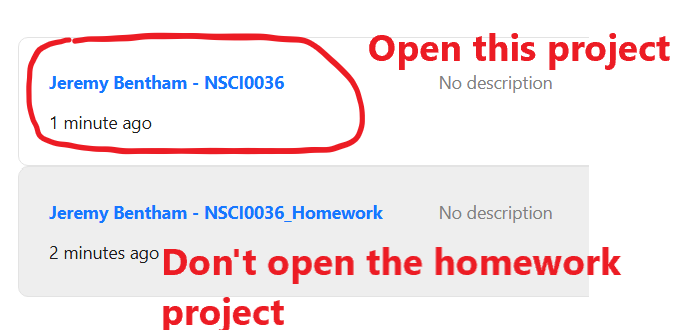 Open this project
Jeremy Bentham - NSCI0036 No description
1 minute ago
Jeremy Bentham - NSCI0036_Homework No description
2 minutes ago
Don't open the homework
project